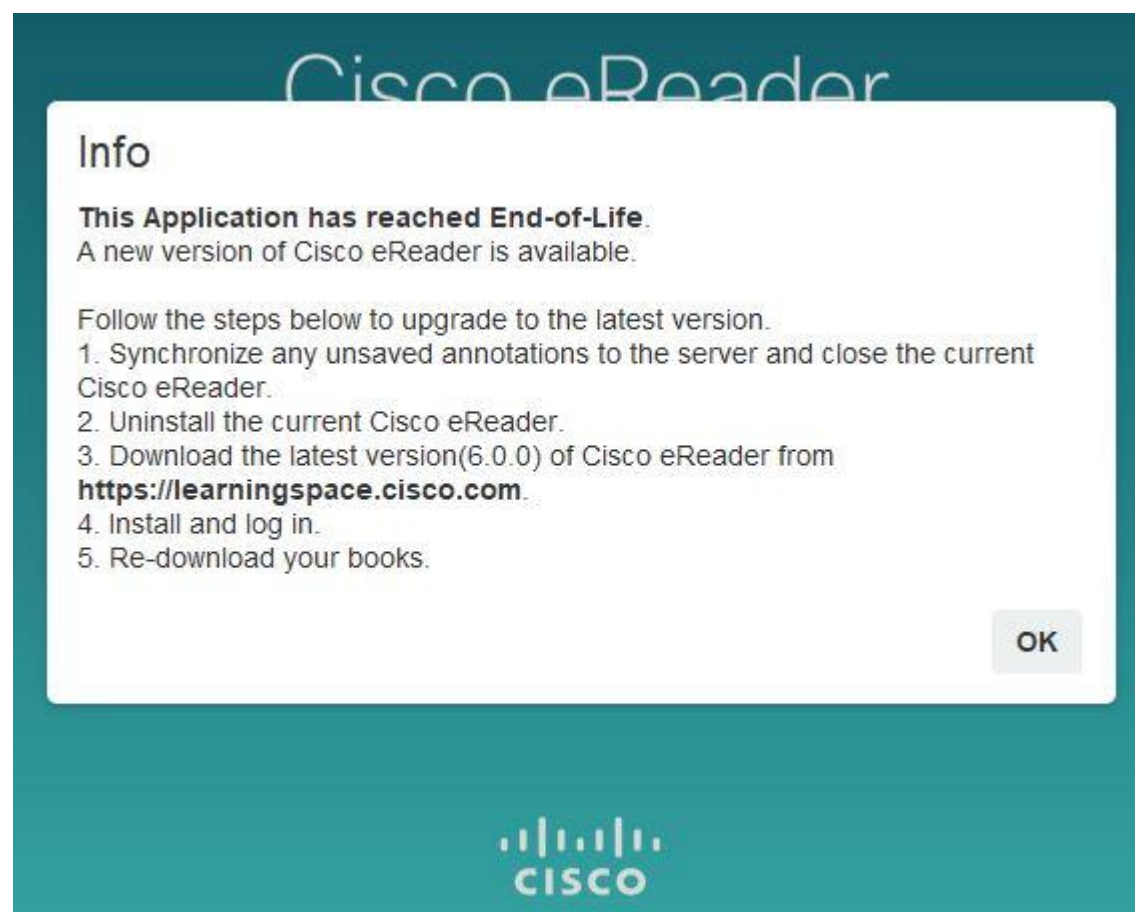 Cisco eReader
Info
This Application has reached End-of-Life.
A new version of Cisco eReader is available.
Follow the steps below to upgrade to the latest version.
1. Synchronize any unsaved annotations to the server and close the current
Cisco eReader.
2. Uninstall the current Cisco eReader.
3. Download the latest version(6.0.0) of Cisco eReader from
https://learningspace.cisco.com.
4. Install and log in.
5. Re-download your books.
OK
CISCO